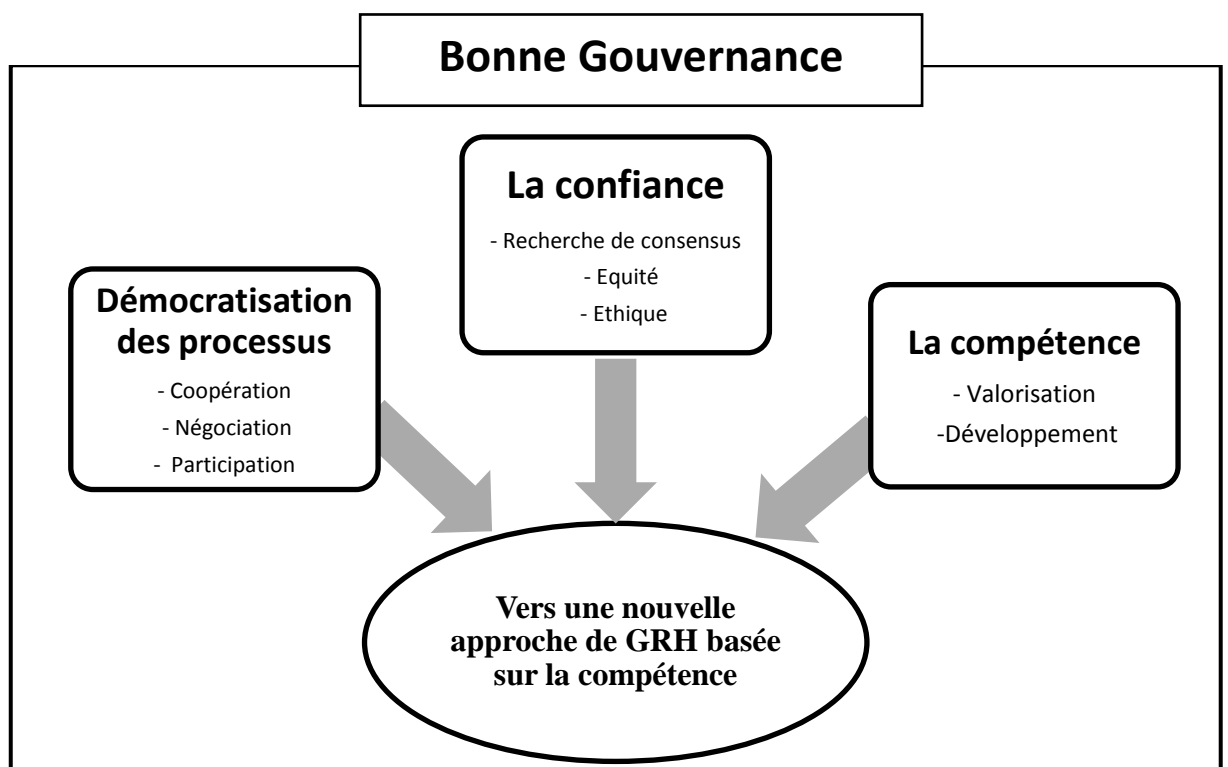 Bonne Gouvernance
La confiance
- Recherche de consensus
- Equité
- Ethique
Démocratisation
des processus
- Coopération
- Négociation
- Participation
La compétence
- Valorisation
-Développement
Vers une nouvelle
approche de GRH basée
sur la compétence